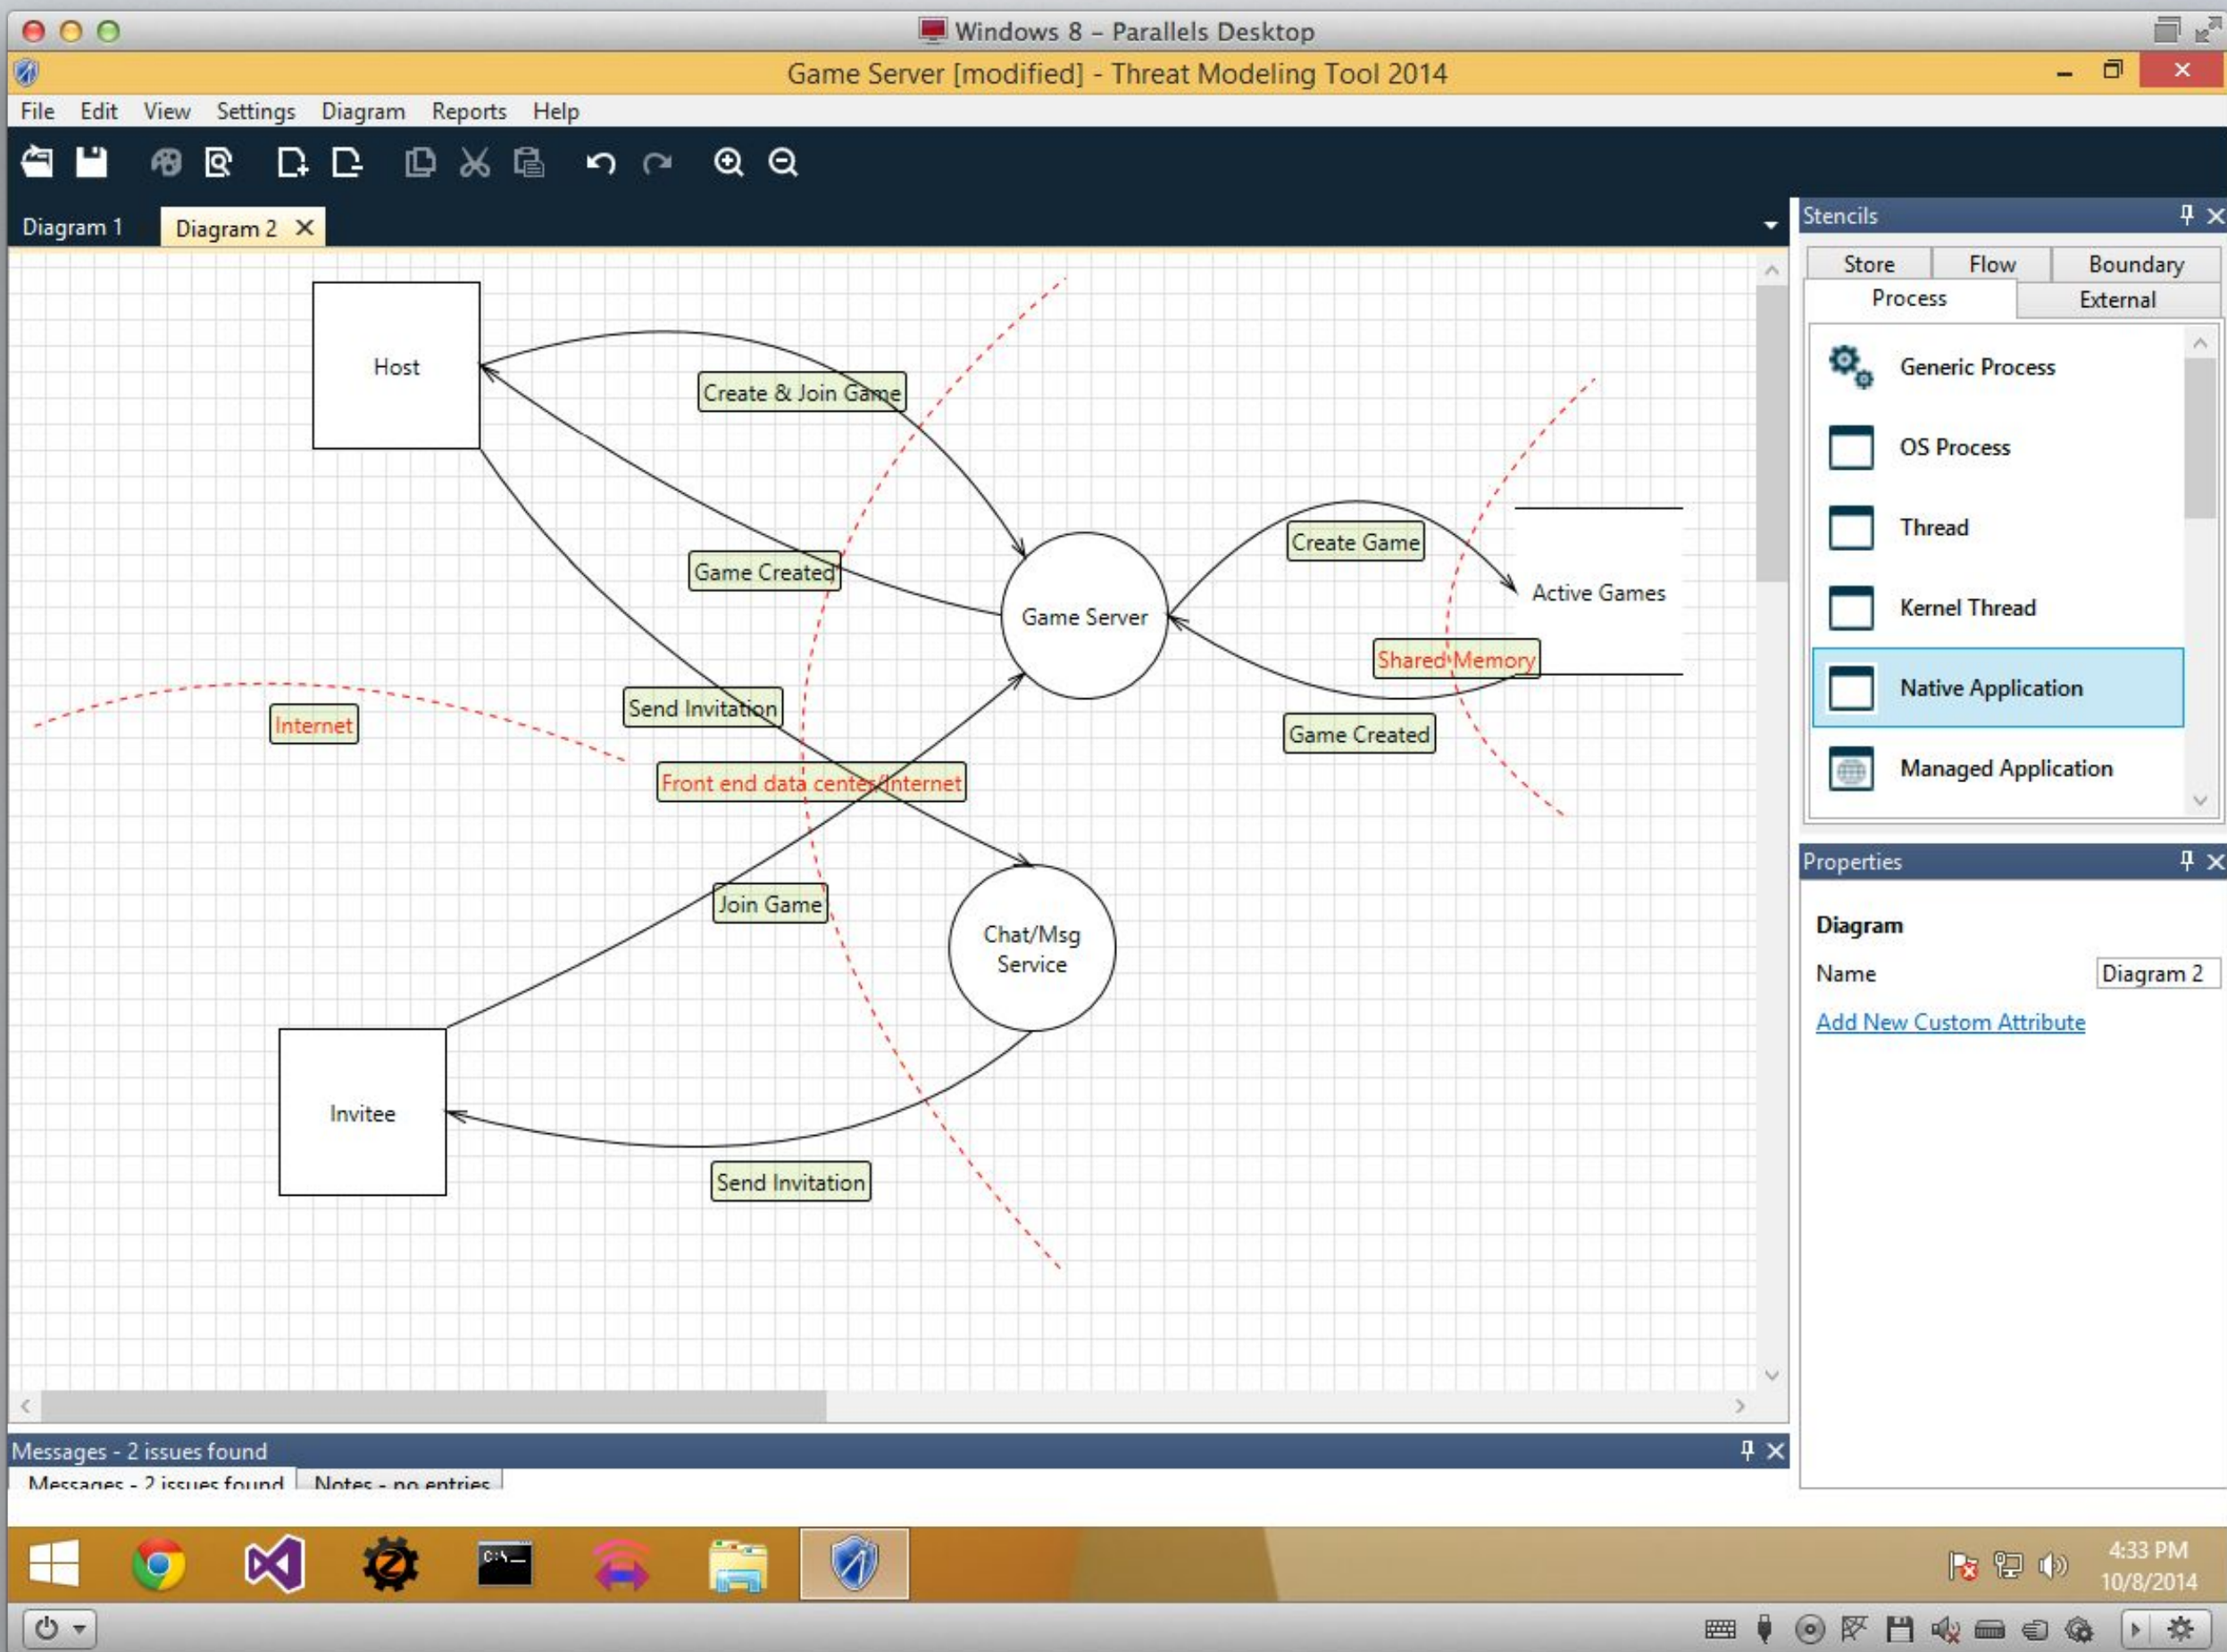 Windows 8 - Parallels Desktop
Game Server [modified] - Threat Modeling Tool 2014
File Edit View Settings Diagram Reports Help
Diagram 1
Diagram 2
Host
Create & Join Game
Game Created
Game Server
Create Game
Active Games
Shared Memory
Game Created
Send Invitation
Internet
Front end data center/Internet
Join Game
Chat/Msg
Service
Invitee
Send Invitation
Stencils
Store Flow Boundary
Process External
Generic Process
OS Process
Thread
Kernel Thread
Native Application
Managed Application
Properties
Diagram
Name Diagram 2
Add New Custom Attribute
Messages - 2 issues found
Messages - 2 issues found Notes - no entries
C:\
4:33 PM
10/8/2014